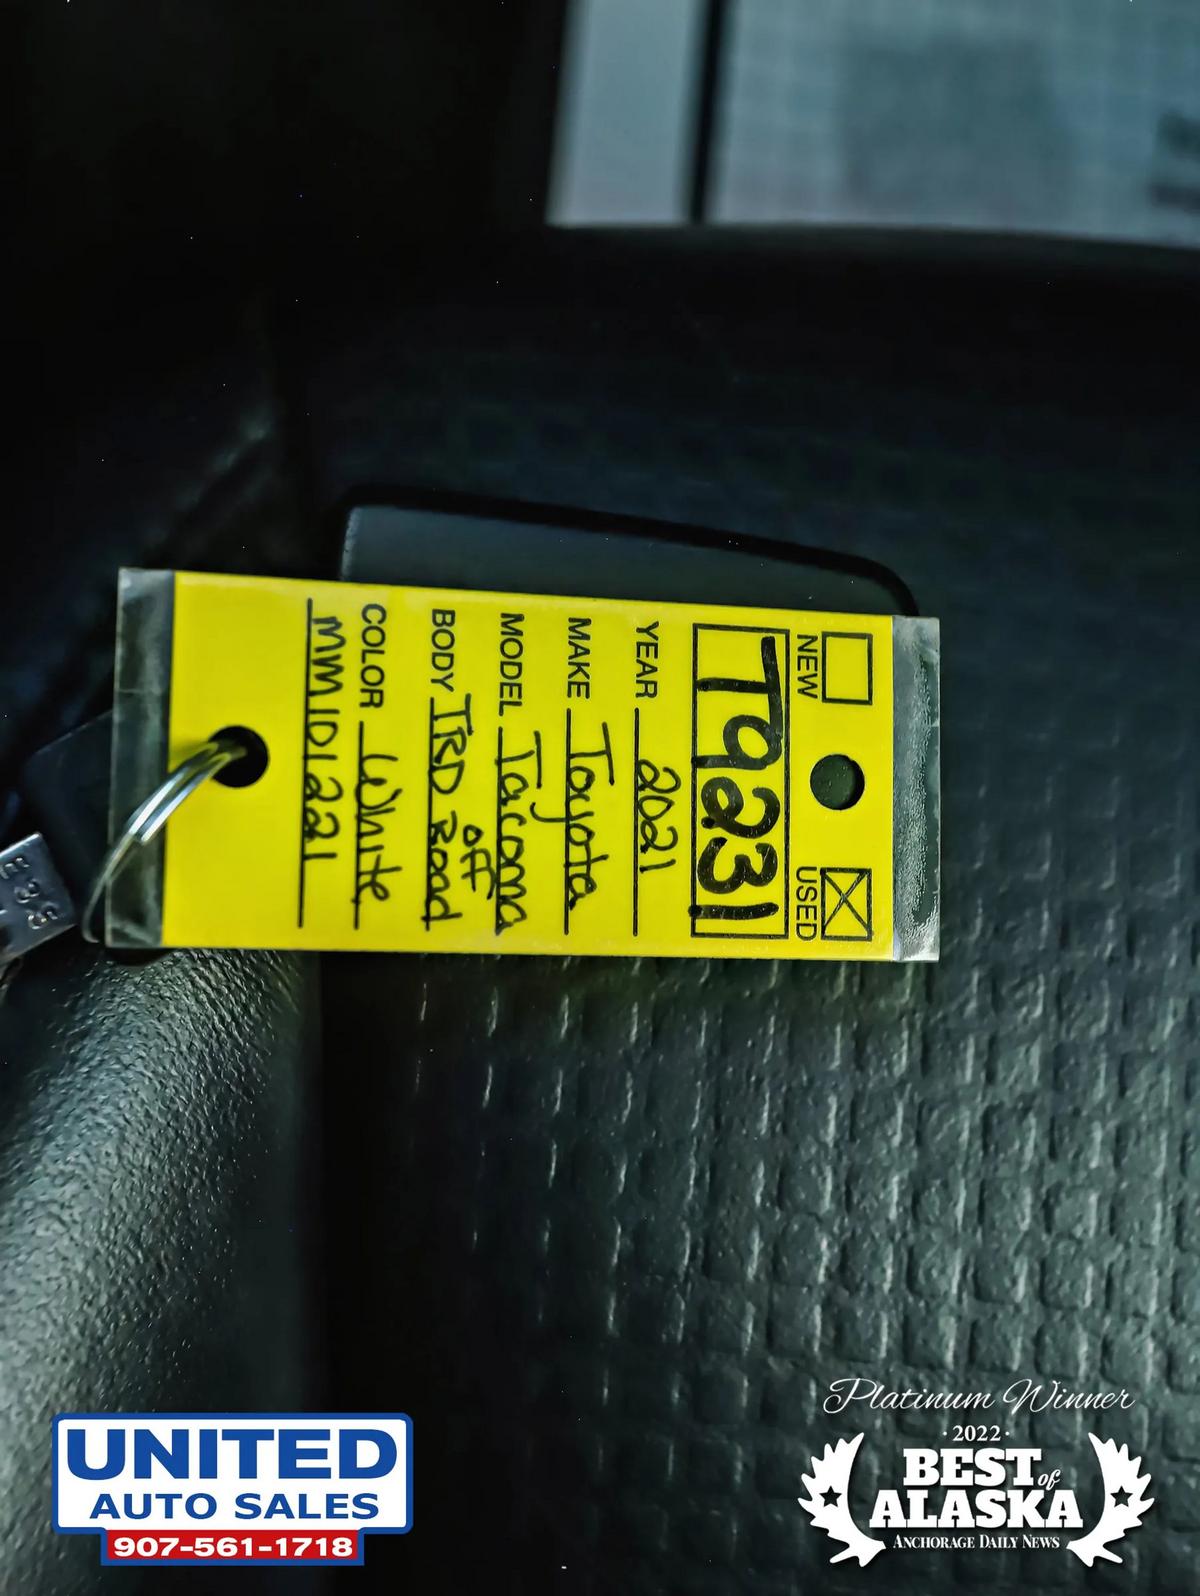 NEW USED
T9231
YEAR 2021
MAKE Toyota
MODEL Tacoma
BODY TRD off Road
COLOR White
MM101221
E 33
Platinum Winner
· 2022 ·
BEST of
ALASKA
ANCHORAGE DAILY NEWS
UNITED
AUTO SALES
907-561-1718